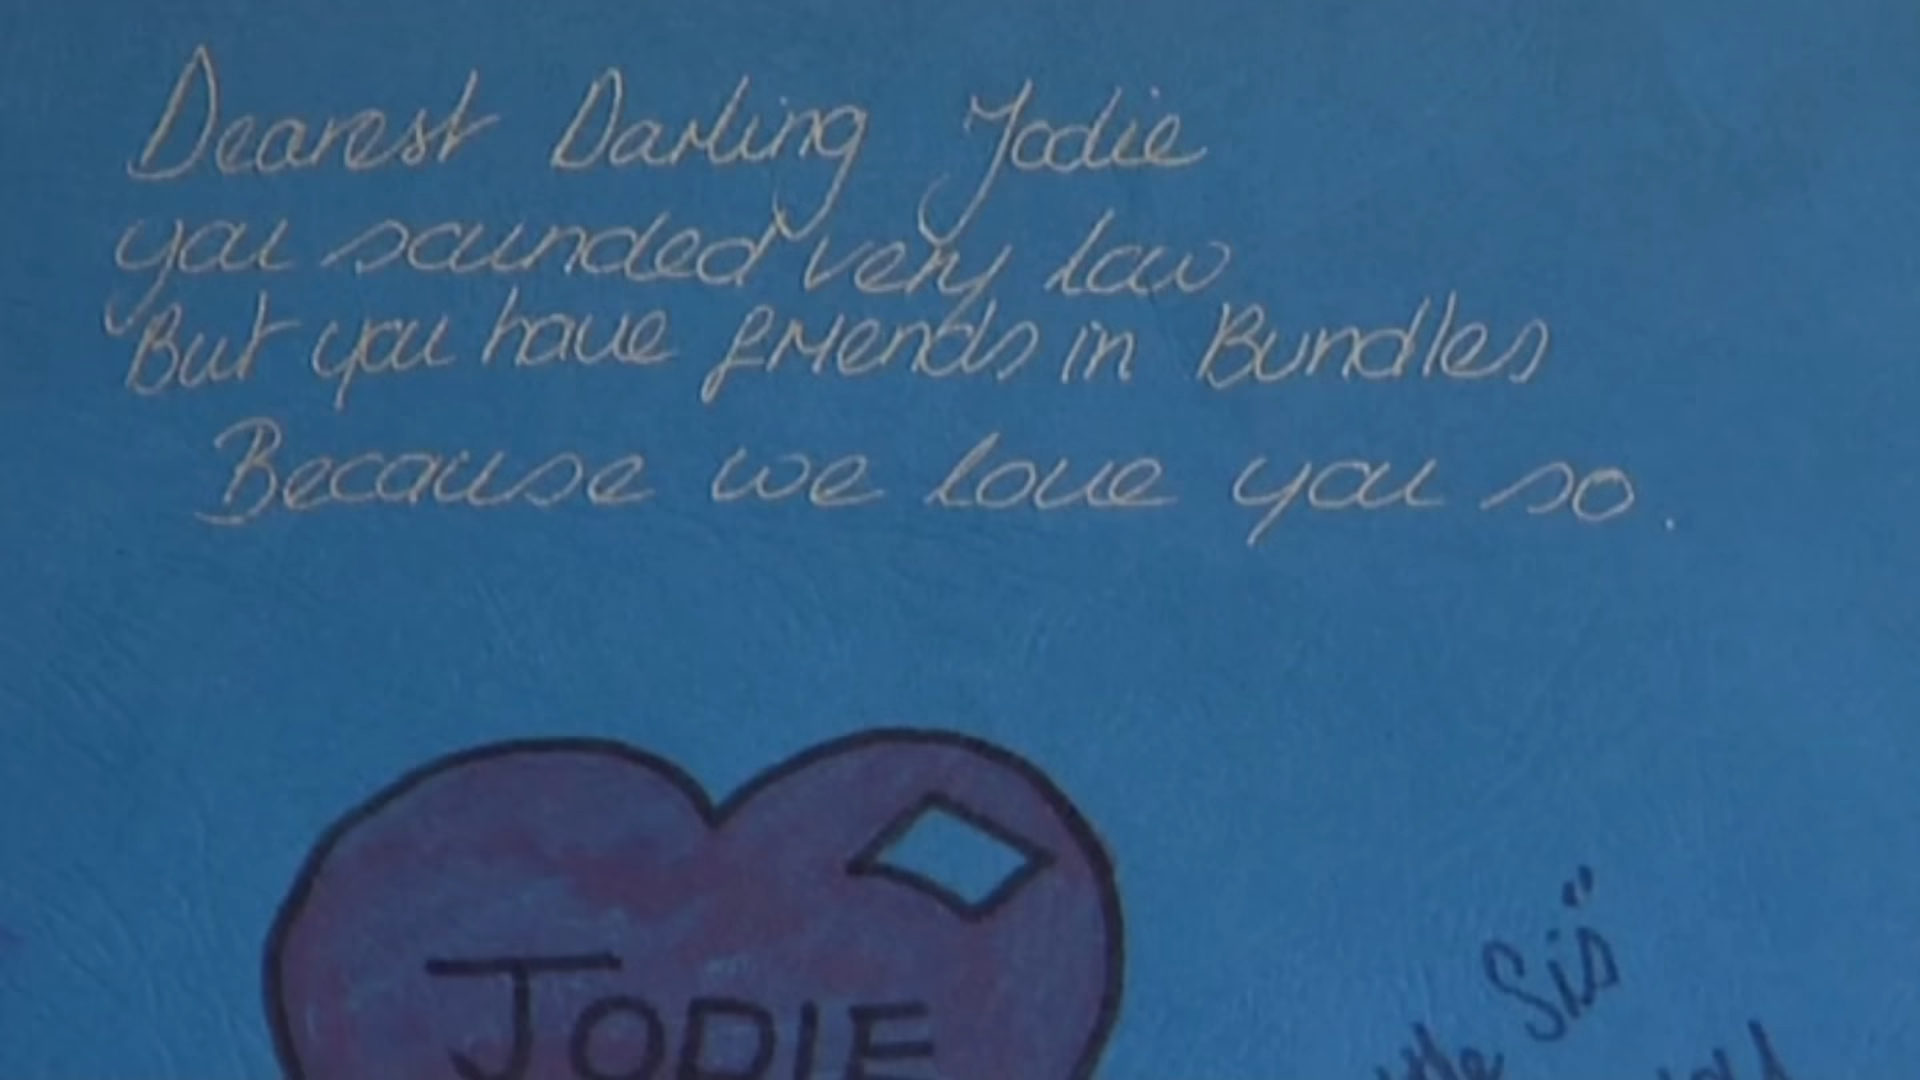 Dearest Darling Jodie
you sounded very low
But you have friends in Bundles
Because we love you so.
JODIE
Sis"